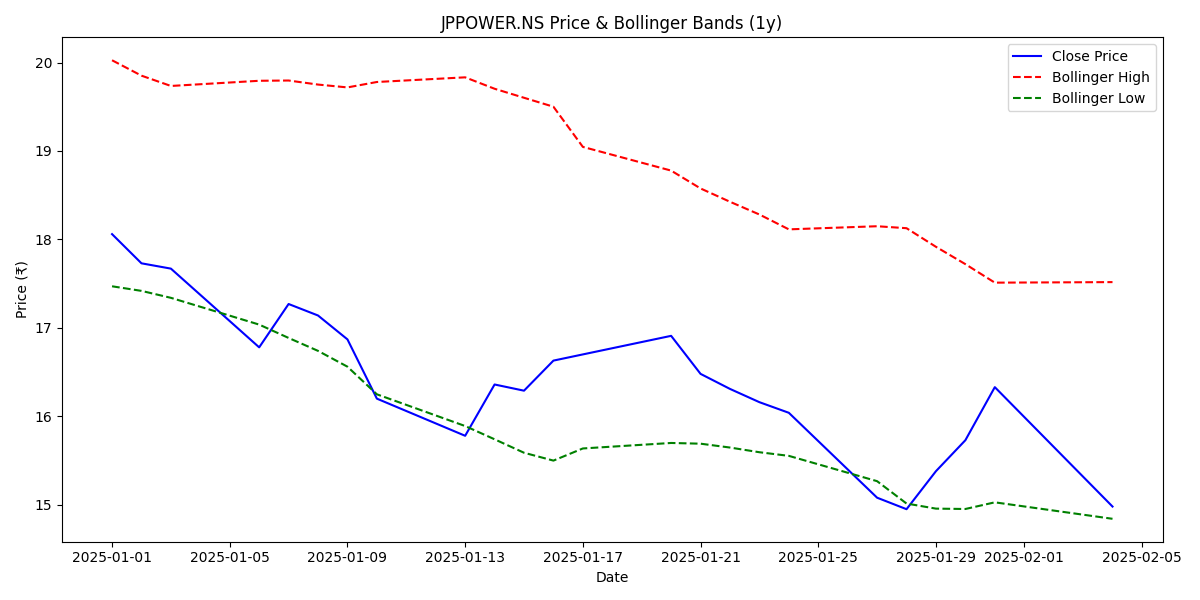 JPPOWER.NS Price & Bollinger Bands (1y)
Close Price
Bollinger High
Bollinger Low
Price (₹)
20
19
18
17
16
15
2025-01-01 2025-01-05 2025-01-09 2025-01-13 2025-01-17 2025-01-21 2025-01-25 2025-01-29 2025-02-01 2025-02-05
Date